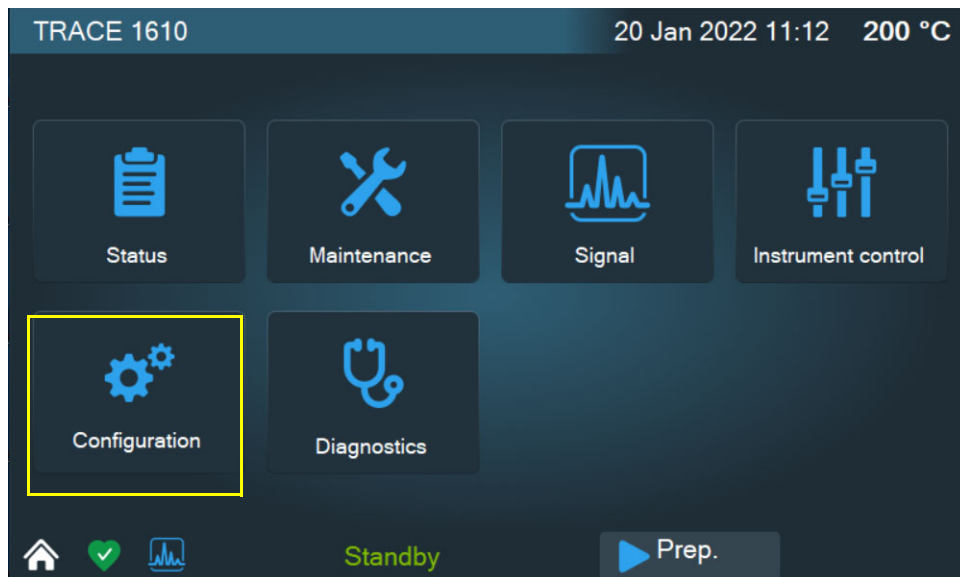 TRACE 1610 20 Jan 2022 11:12 200 °C
Status Maintenance Signal Instrument control
Configuration Diagnostics
Standby Prep.